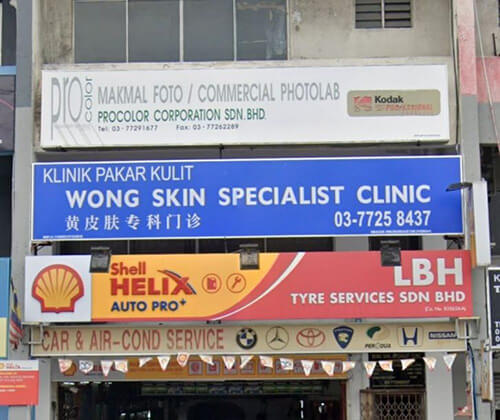 pro color
MAKMAL FOTO / COMMERCIAL PHOTOLAB
PROCOLOR CORPORATION SDN.BHD.
Tel: 03-77291677 Fax: 03-77262289
Kodak
KLINIK PAKAR KULIT
WONG SKIN SPECIALIST CLINIC
黄皮肤专科门诊
03-7725 8437
Shell
HELIX
AUTO PRO+
LBH
TYRE SERVICES SDN BHD
CAR & AIR-COND SERVICE
PERODUA
NISSAN